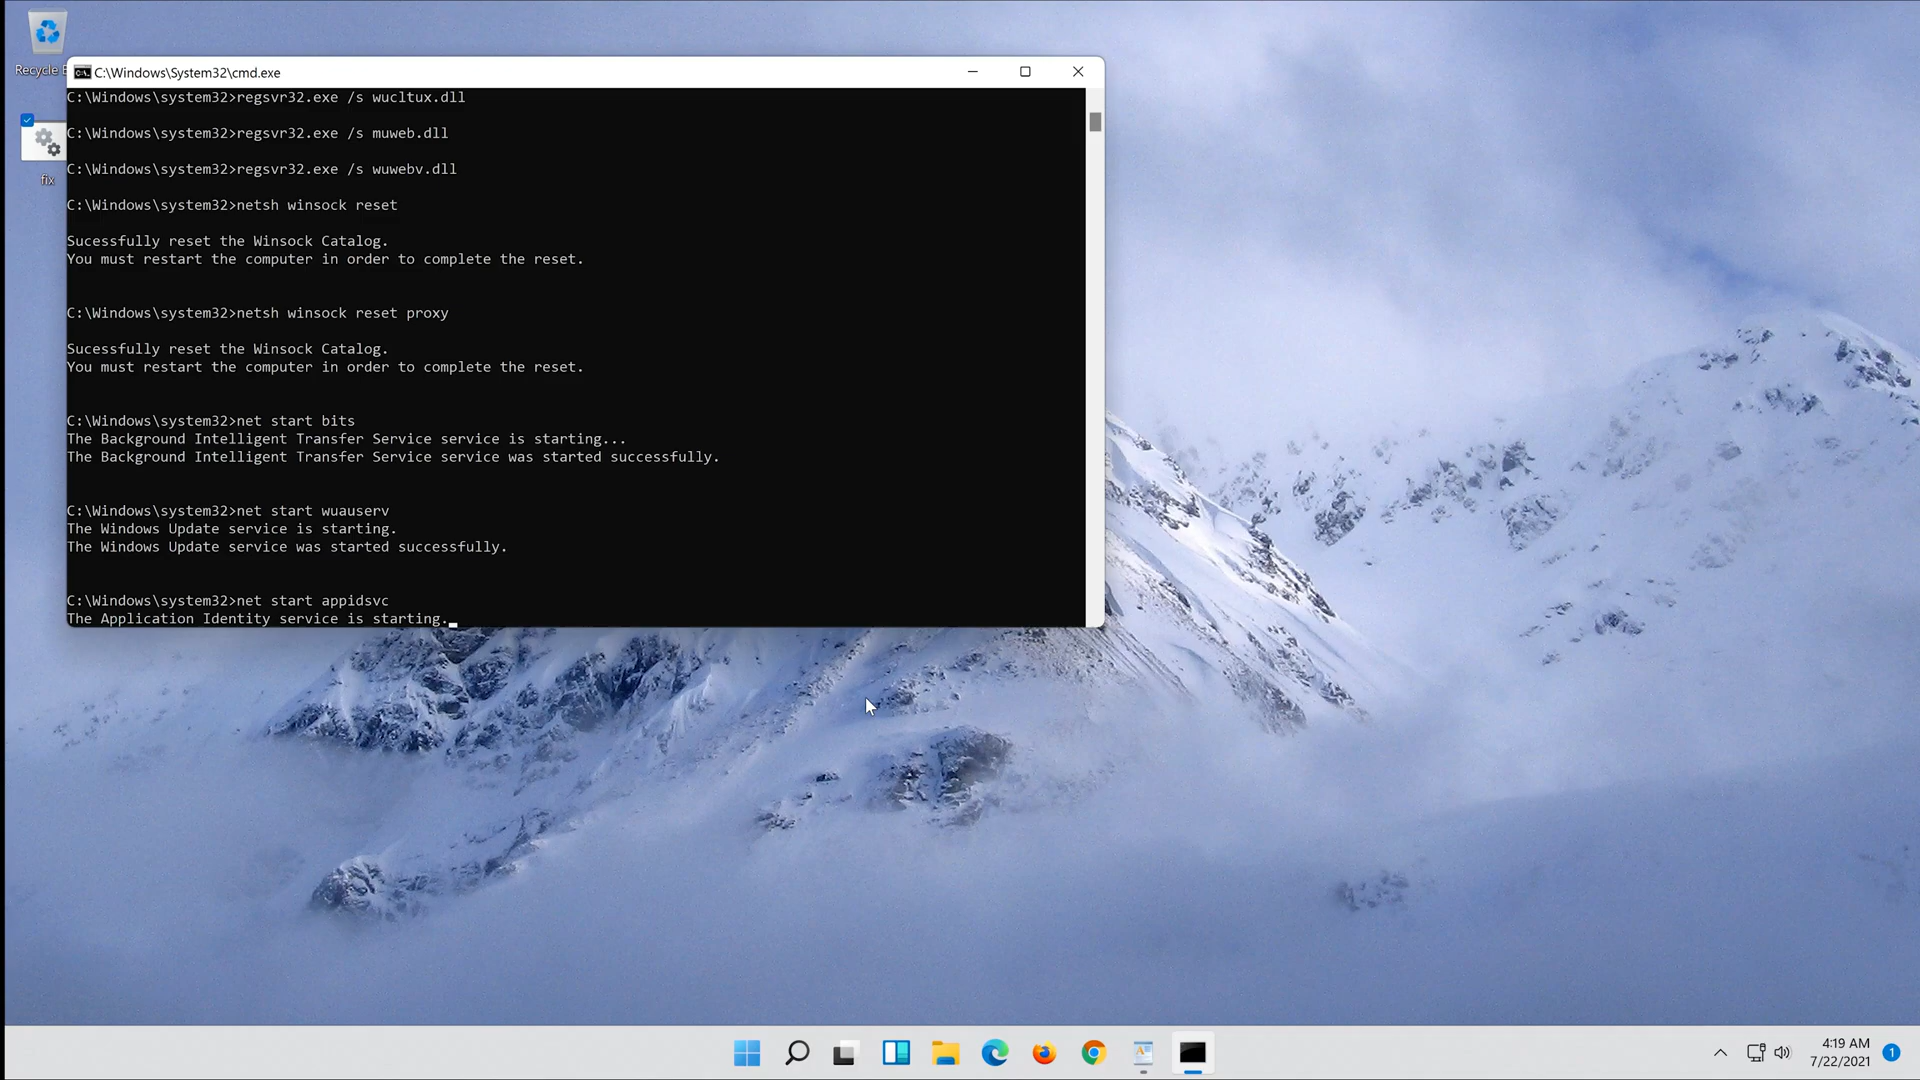 Recycle B
fix
C:\Windows\System32\cmd.exe
C:\Windows\system32>regsvr32.exe /s wucltux.dll
C:\Windows\system32>regsvr32.exe /s muweb.dll
C:\Windows\system32>regsvr32.exe /s wuwebv.dll
C:\Windows\system32>netsh winsock reset
Sucessfully reset the Winsock Catalog.
You must restart the computer in order to complete the reset.
C:\Windows\system32>netsh winsock reset proxy
Sucessfully reset the Winsock Catalog.
You must restart the computer in order to complete the reset.
C:\Windows\system32>net start bits
The Background Intelligent Transfer Service service is starting...
The Background Intelligent Transfer Service service was started successfully.
C:\Windows\system32>net start wuauserv
The Windows Update service is starting.
The Windows Update service was started successfully.
C:\Windows\system32>net start appidsvc
The Application Identity service is starting.
4:19 AM
7/22/2021
1